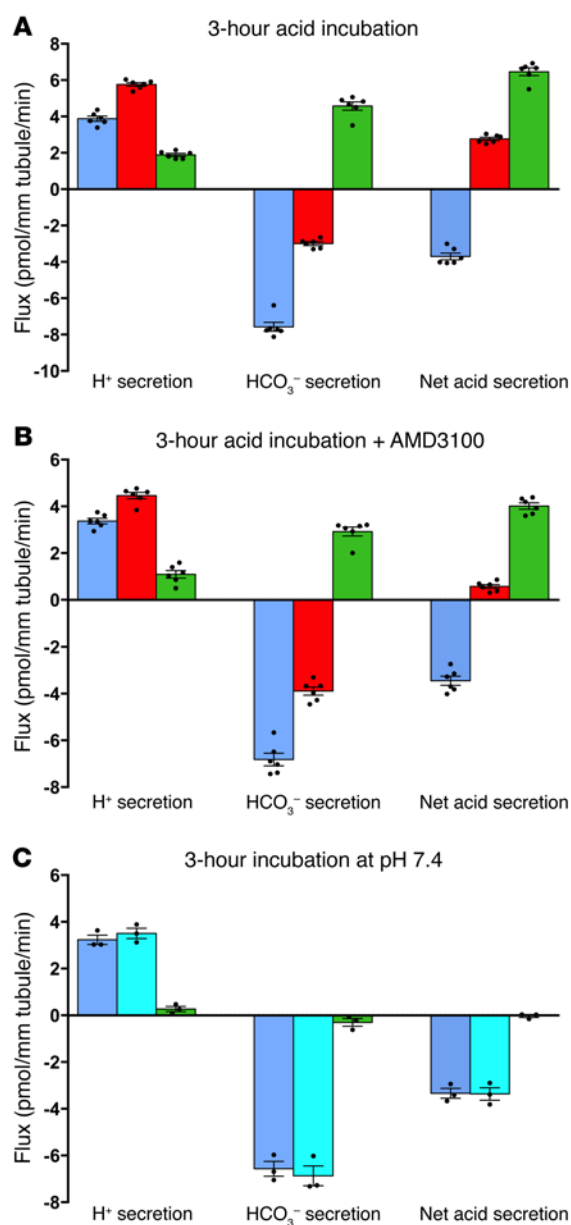 A
3-hour acid incubation
Flux (pmol/mm tubule/min)
8
6
4
2
0
-2
-4
-6
-8
-10
H⁺ secretion HCO₃⁻ secretion Net acid secretion
B
3-hour acid incubation + AMD3100
Flux (pmol/mm tubule/min)
6
4
2
0
-2
-4
-6
-8
H⁺ secretion HCO₃⁻ secretion Net acid secretion
C
3-hour incubation at pH 7.4
Flux (pmol/mm tubule/min)
6
4
2
0
-2
-4
-6
-8
H⁺ secretion HCO₃⁻ secretion Net acid secretion